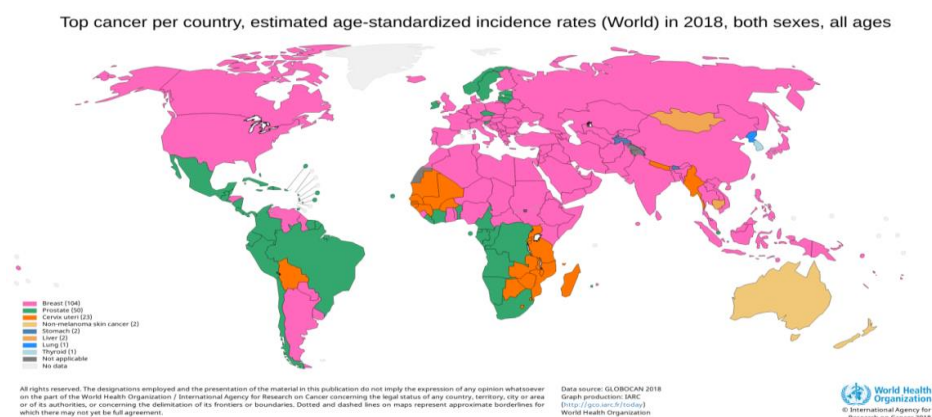 Top cancer per country, estimated age-standardized incidence rates (World) in 2018, both sexes, all ages
Breast (104)
Prostate (50)
Cervix uteri (23)
Non-melanoma skin cancer (2)
Stomach (2)
Liver (2)
Lung (1)
Thyroid (1)
Not applicable
No data
All rights reserved. The designations employed and the presentation of the material in this publication do not imply the expression of any opinion whatsoever
on the part of the World Health Organization / International Agency for Research on Cancer concerning the legal status of any country, territory, city or area
or of its authorities, or concerning the delimitation of its frontiers or boundaries. Dotted and dashed lines on maps represent approximate borderlines for
which there may not yet be full agreement.
Data source: GLOBOCAN 2018
Graph production: IARC
(http://gco.iarc.fr/today)
World Health Organization
World Health
Organization
© International Agency for